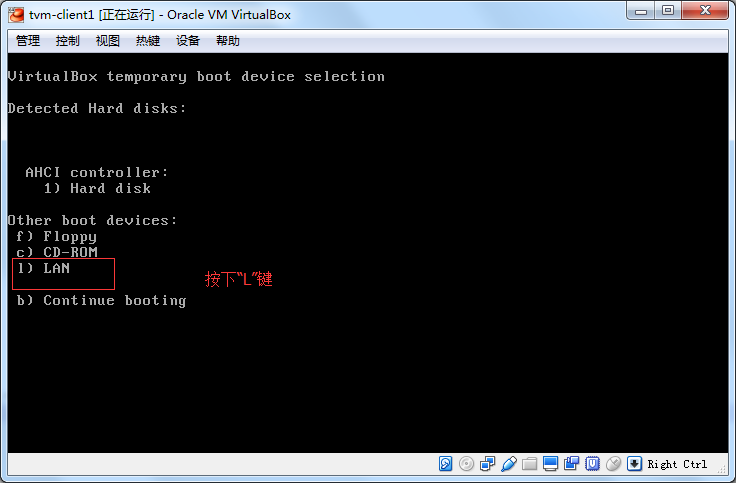 tvm-client1 [正在运行] - Oracle VM VirtualBox
管理 控制 视图 热键 设备 帮助
VirtualBox temporary boot device selection
Detected Hard disks:
AHCI controller:
1) Hard disk
Other boot devices:
f) Floppy
c) CD-ROM
l) LAN
按下“L”键
b) Continue booting
Right Ctrl